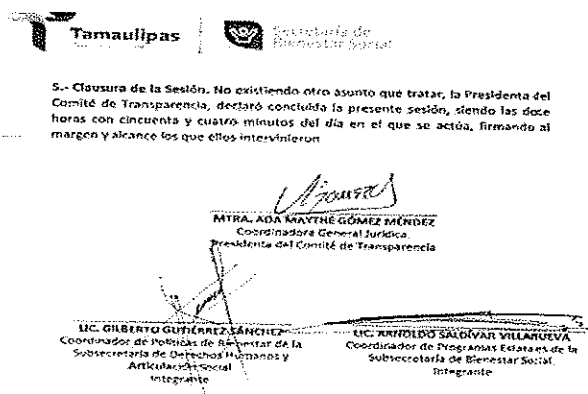 Tamaulipas
Secretaría de
Bienestar Social
5.- Clausura de la Sesión. No existiendo otro asunto que tratar, la Presidenta del
Comité de Transparencia, declaró concluida la presente sesión, siendo las doce
horas con cincuenta y cuatro minutos del día en el que se actúa, firmando al
margen y alcance los que ellos intervinieron
MTRA. ADA MAYTHÉ GÓMEZ MÉNDEZ
Coordinadora General Jurídica.
Presidenta del Comité de Transparencia
LIC. GILBERTO GUTIÉRREZ SÁNCHEZ
Coordinador de Políticas de Bienestar de la
Subsecretaría de Derechos Humanos y
Articulación Social
Integrante
LIC. ARNOLDO SALDÍVAR VILLANUEVA
Coordinador de Programas Estatales de la
Subsecretaría de Bienestar Social.
Integrante